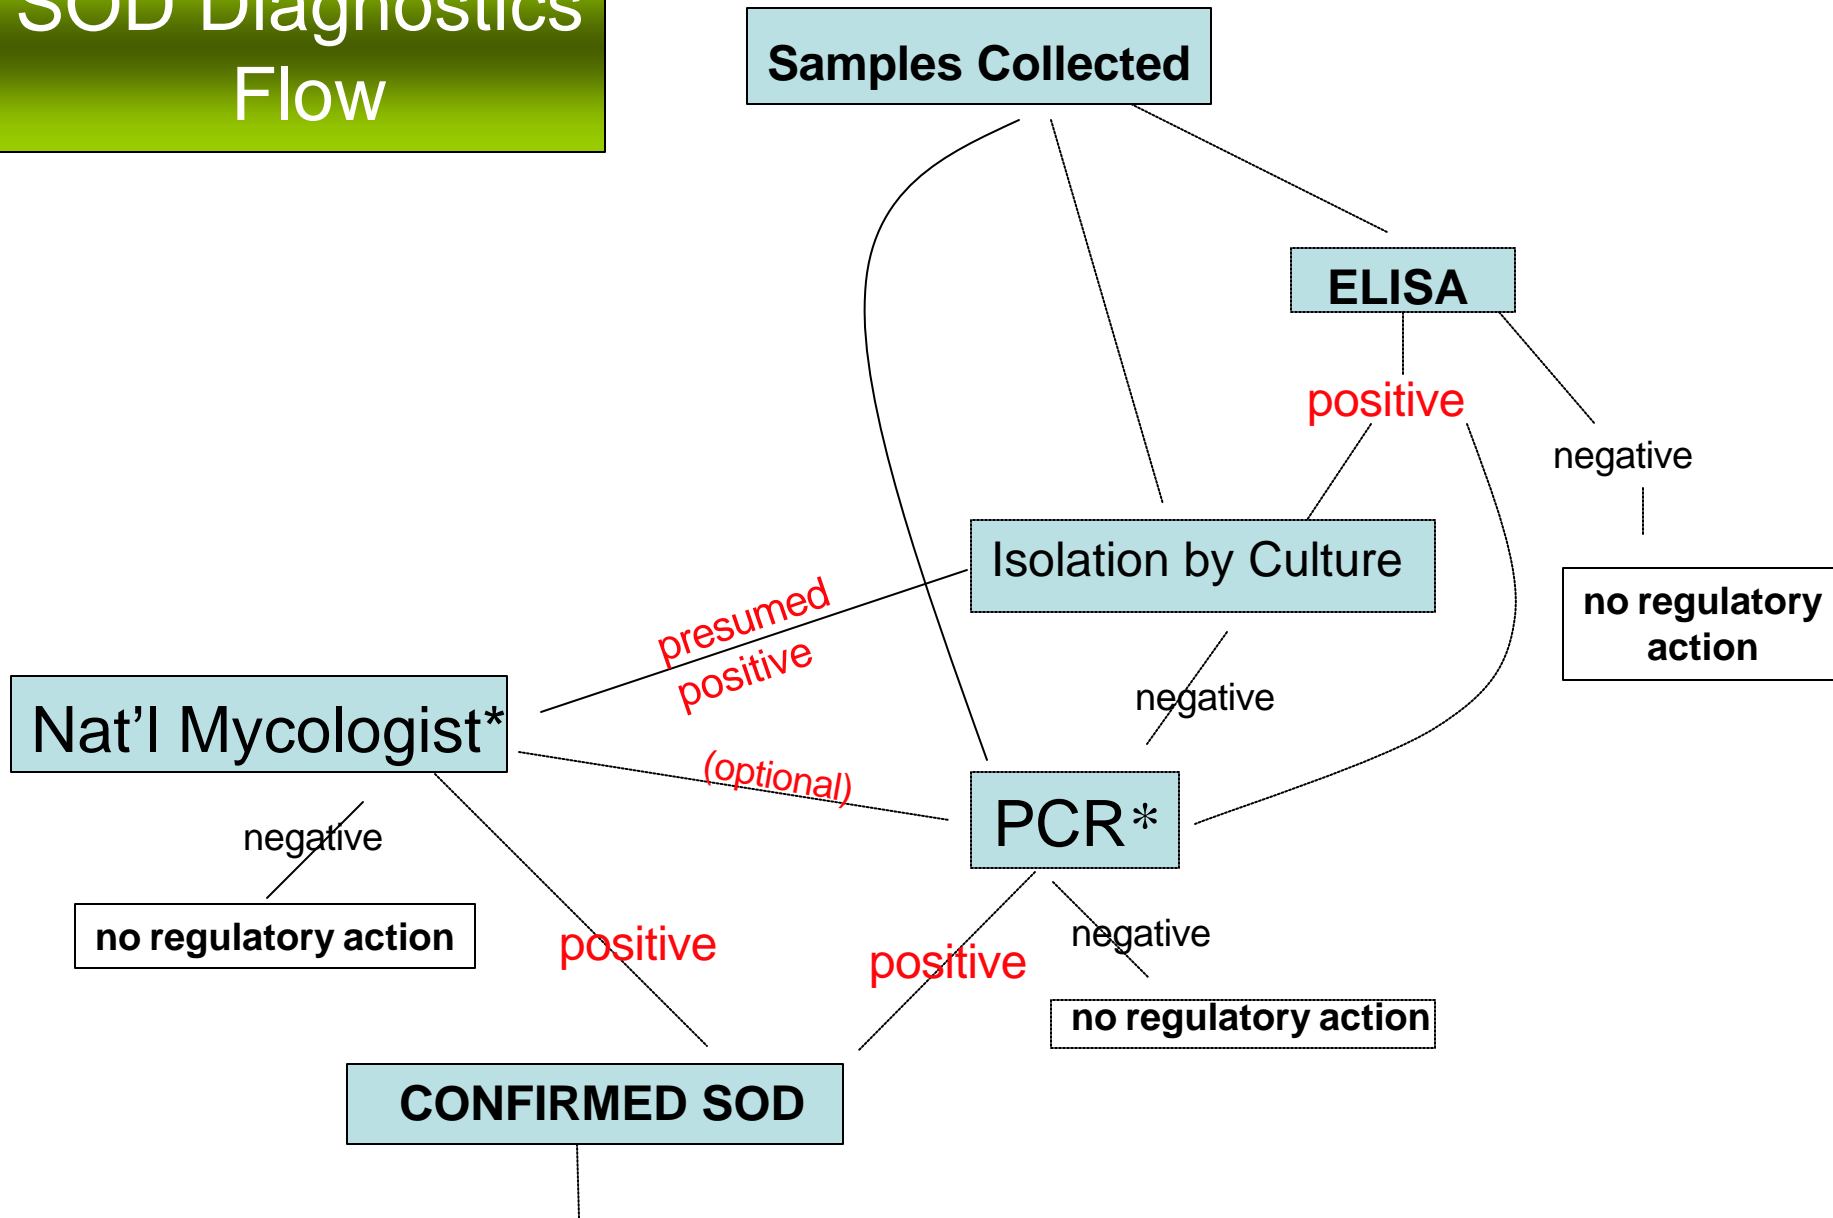 SOD Diagnostics
Flow
Samples Collected
ELISA
positive
negative
Isolation by Culture
no regulatory
action
presumed
positive
negative
Nat'l Mycologist*
(optional)
PCR*
negative
no regulatory action
positive
positive
negative
no regulatory action
CONFIRMED SOD